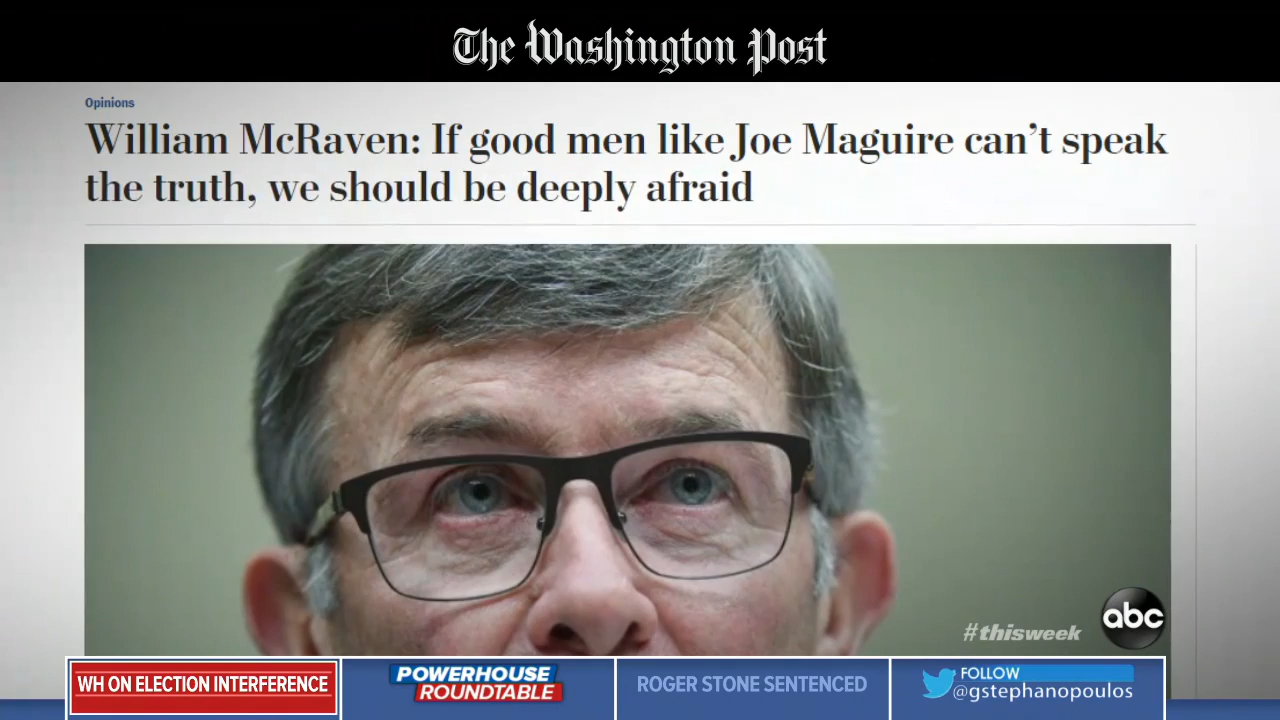 The Washington Post
Opinions
William McRaven: If good men like Joe Maguire can’t speak
the truth, we should be deeply afraid
#thisweek
abc
WH ON ELECTION INTERFERENCE
POWERHOUSE
ROUNDTABLE
ROGER STONE SENTENCED
FOLLOW
@gstephanopoulos